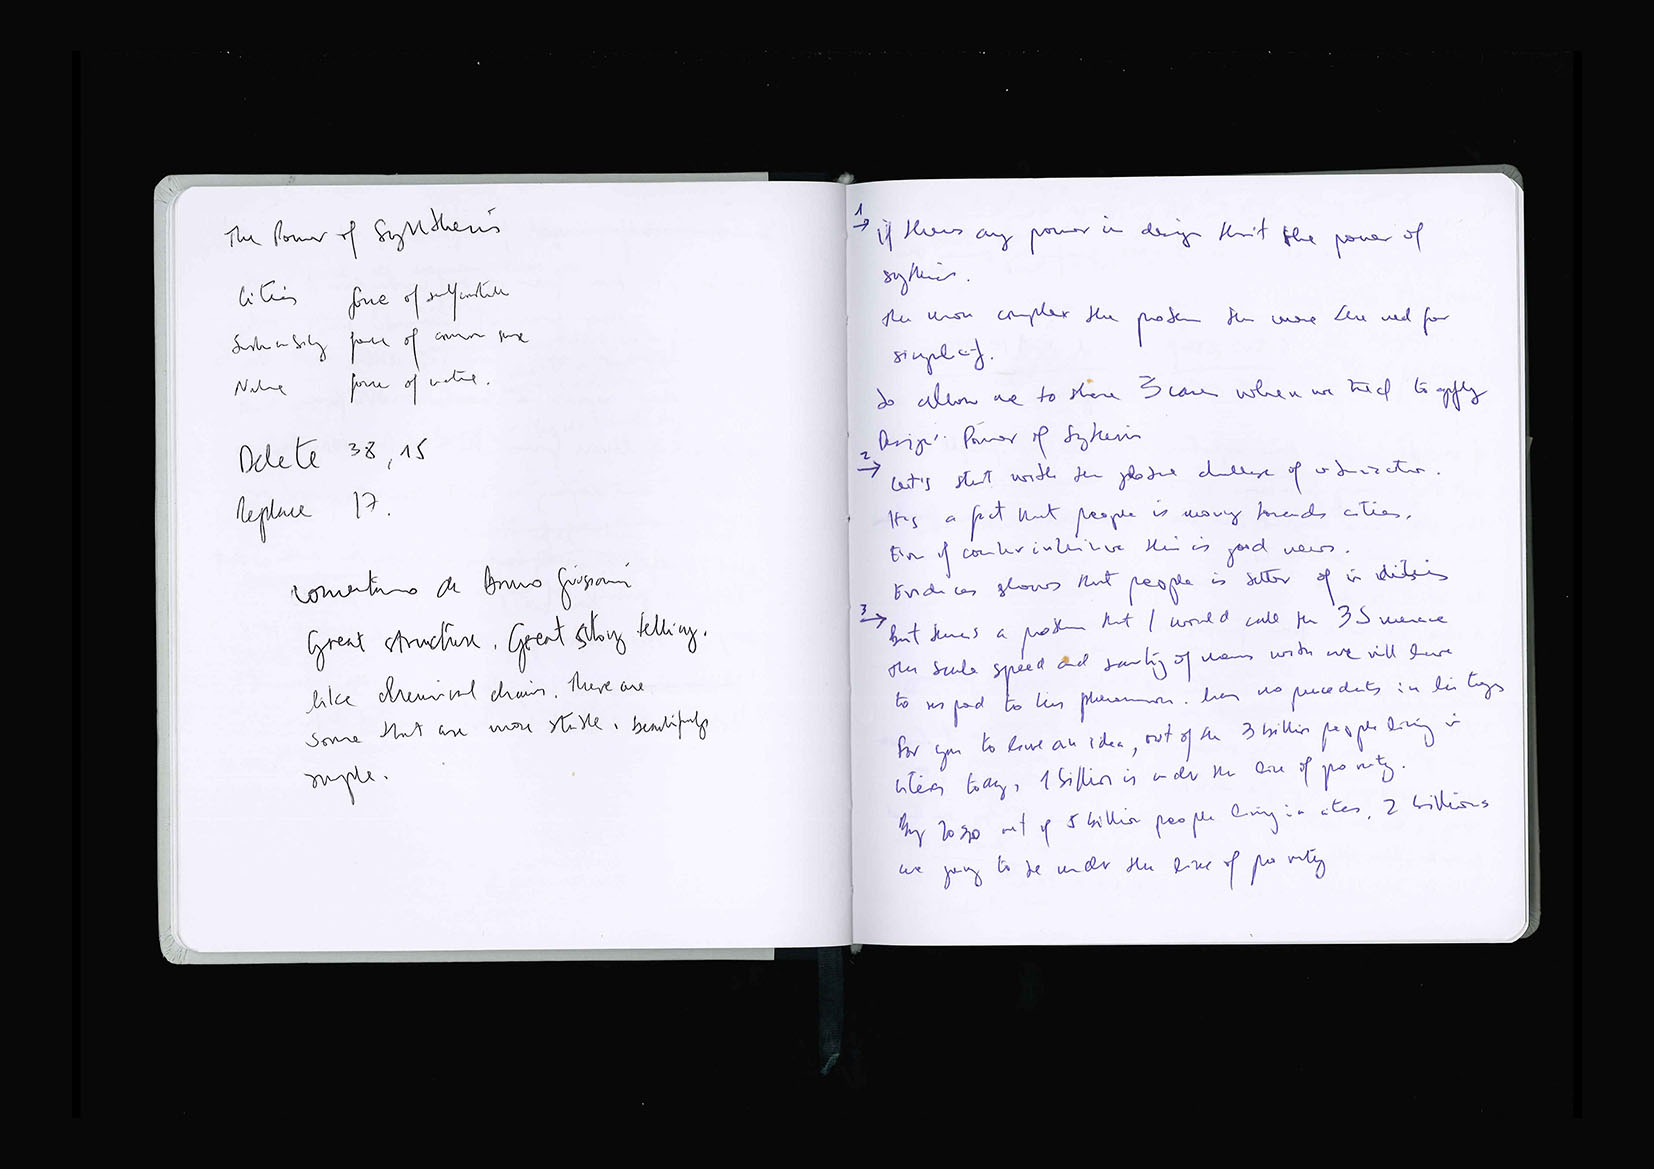 The Power of Synthesis
Cities force of self construction
Sustainability force of common sense
Nature force of nature.
Delete 38, 15
Replace 17.
comentario de Bruno Giussani
Great structure. Great story telling.
like chemical chains. There are
some that are more stable, beautifully
simple.
1
→ if theres any power in design that's the power of
synthesis.
the more complex the problem the more the need for
simplicity.
So allow me to share 3 cases where we tried to apply
Design's Power of Synthesis
2
→ Let's start with the global challenge of urbanization.
It's a fact that people is moving towards cities.
Even if counterintuitive this is good news.
Evidences shows that people is better off in cities
3
→ But theres a problem that I would call the 3S menace
the scale speed and scarcity of means with we will have
to respond to this phenomenon. has no precedents in history
For you to have an idea, out of the 3 billion people living in
cities today, 1 billion is under the line of poverty.
By 2030 out of 5 billion people living in cities, 2 billions
are going to be under the line of poverty